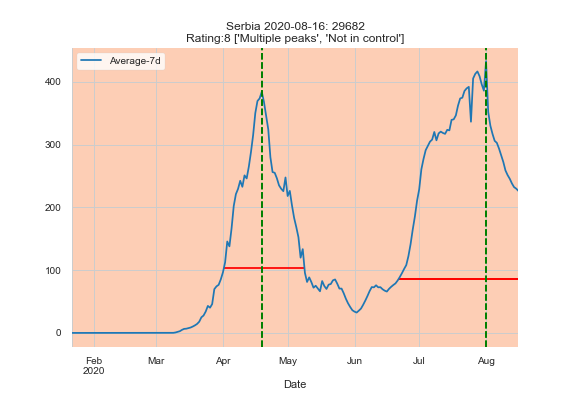 Serbia 2020-08-16: 29682
Rating:8 ['Multiple peaks', 'Not in control']
Average-7d
400
300
200
100
0
Feb Mar Apr May Jun Jul Aug
2020
Date